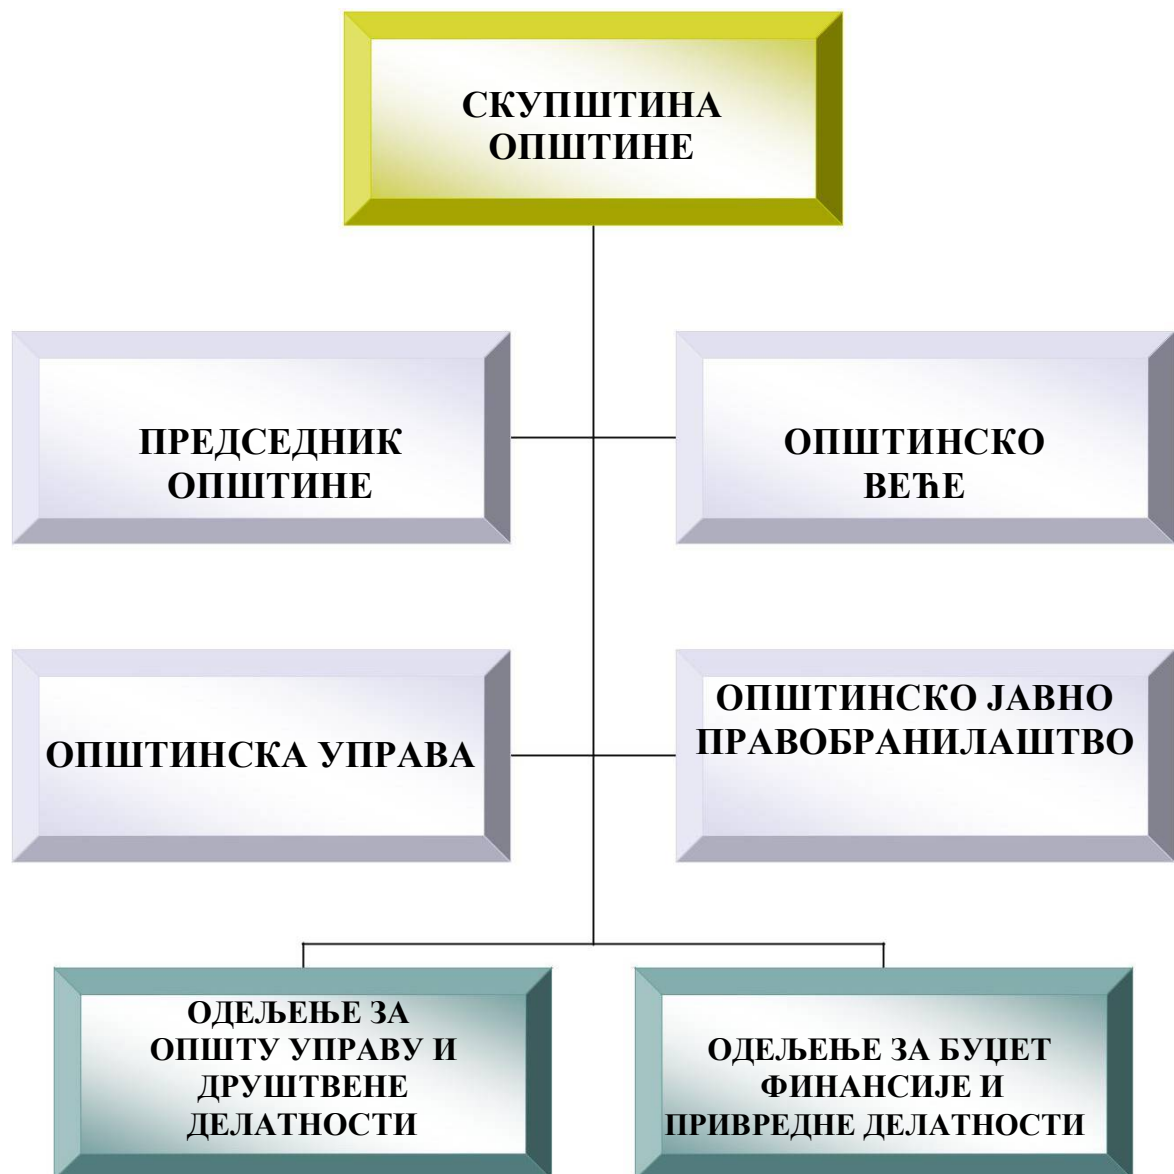 СКУПШТИНА
ОПШТИНЕ
ПРЕДСЕДНИК
ОПШТИНЕ
ОПШТИНСКО
ВЕЋЕ
ОПШТИНСКА УПРАВА
ОПШТИНСКО ЈАВНО
ПРАВОБРАНИЛАШТВО
ОДЕЉЕЊЕ ЗА
ОПШТУ УПРАВУ И
ДРУШТВЕНЕ
ДЕЛАТНОСТИ
ОДЕЉЕЊЕ ЗА БУЏЕТ
ФИНАНСИЈЕ И
ПРИВРЕДНЕ ДЕЛАТНОСТИ